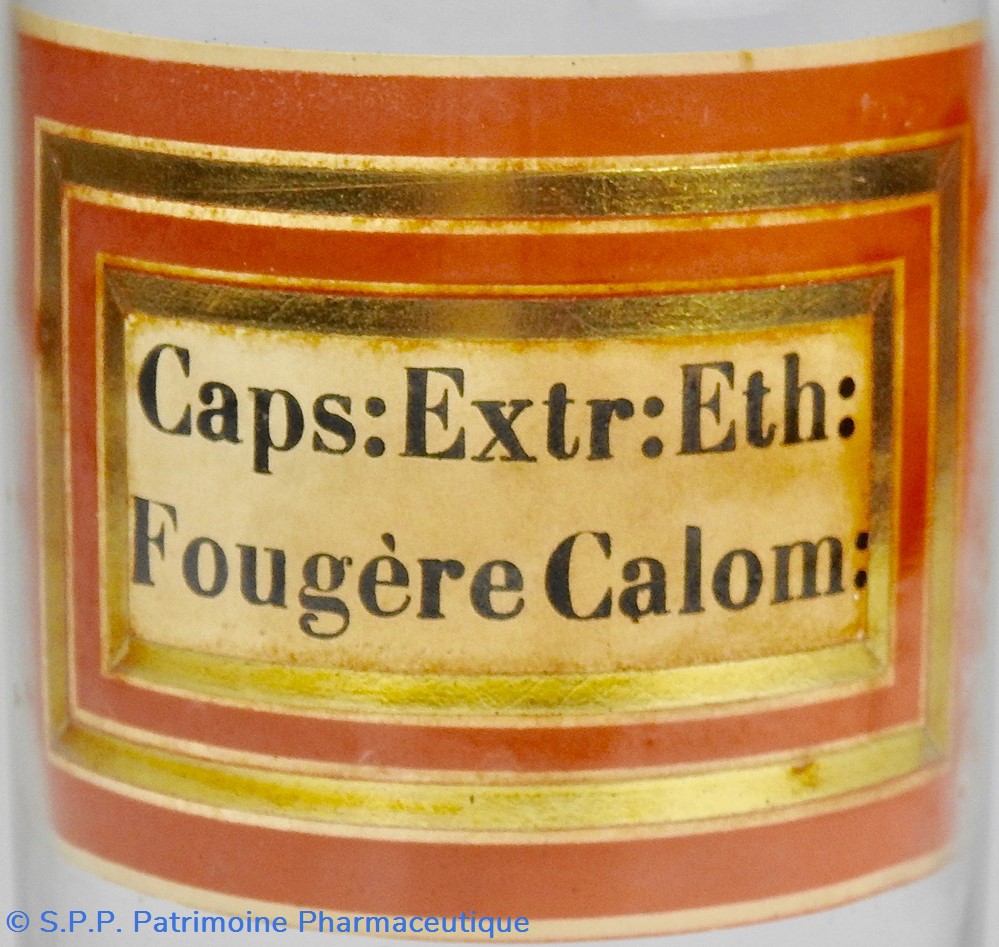 Caps: Extr: Eth:
Fougère Calom:
© S.P.P. Patrimoine Pharmaceutique